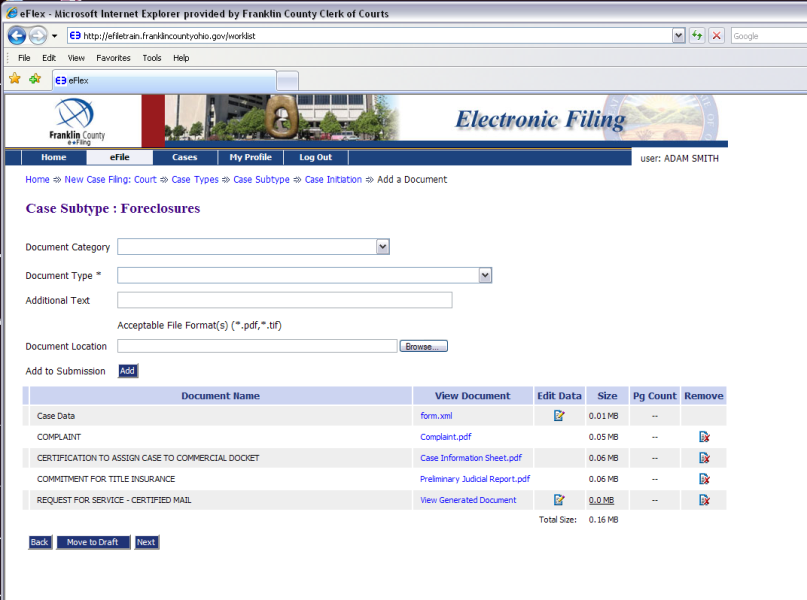 eFlex - Microsoft Internet Explorer provided by Franklin County Clerk of Courts
http://efiletrain.franklincountyohio.gov/worklist
Google
File Edit View Favorites Tools Help
eFlex
Franklin County
e-Filing
Electronic Filing
Home eFile Cases My Profile Log Out
user: ADAM SMITH
Home ⇒ New Case Filing: Court ⇒ Case Types ⇒ Case Subtype ⇒ Case Initiation ⇒ Add a Document
Case Subtype : Foreclosures
Document Category
Document Type *
Additional Text
Acceptable File Format(s) (*.pdf,*.tif)
Document Location Browse...
Add to Submission Add
Document Name View Document Edit Data Size Pg Count Remove
Case Data form.xml 0.01 MB --
COMPLAINT Complaint.pdf 0.05 MB --
CERTIFICATION TO ASSIGN CASE TO COMMERCIAL DOCKET Case Information Sheet.pdf 0.06 MB --
COMMITMENT FOR TITLE INSURANCE Preliminary Judicial Report.pdf 0.06 MB --
REQUEST FOR SERVICE - CERTIFIED MAIL View Generated Document 0.0 MB --
Total Size: 0.16 MB
Back Move to Draft Next